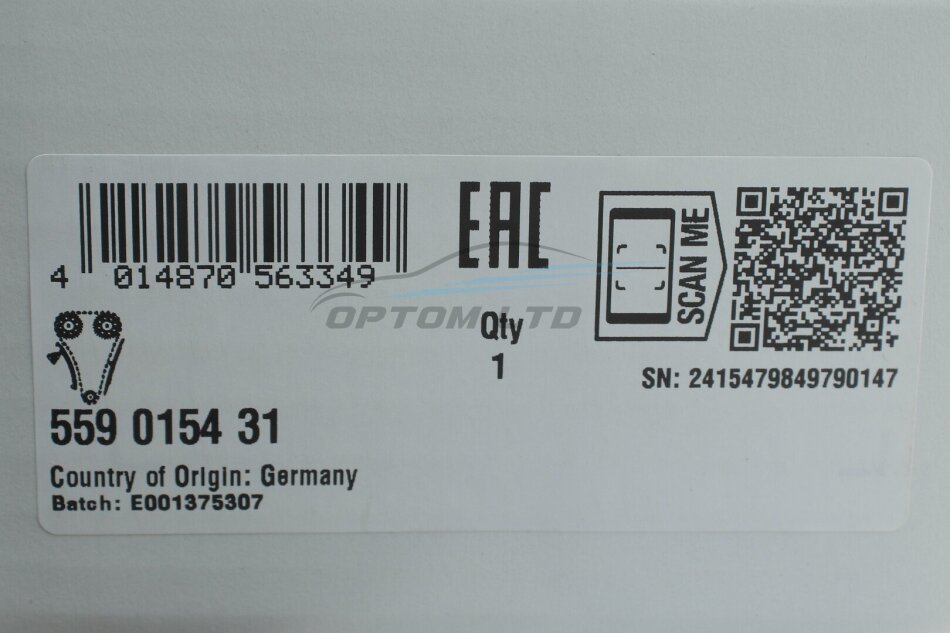 4 014870 563349
EAC
SCAN ME
OPTOM LTD
Qty
1
SN: 2415479849790147
559 0154 31
Country of Origin: Germany
Batch: E001375307